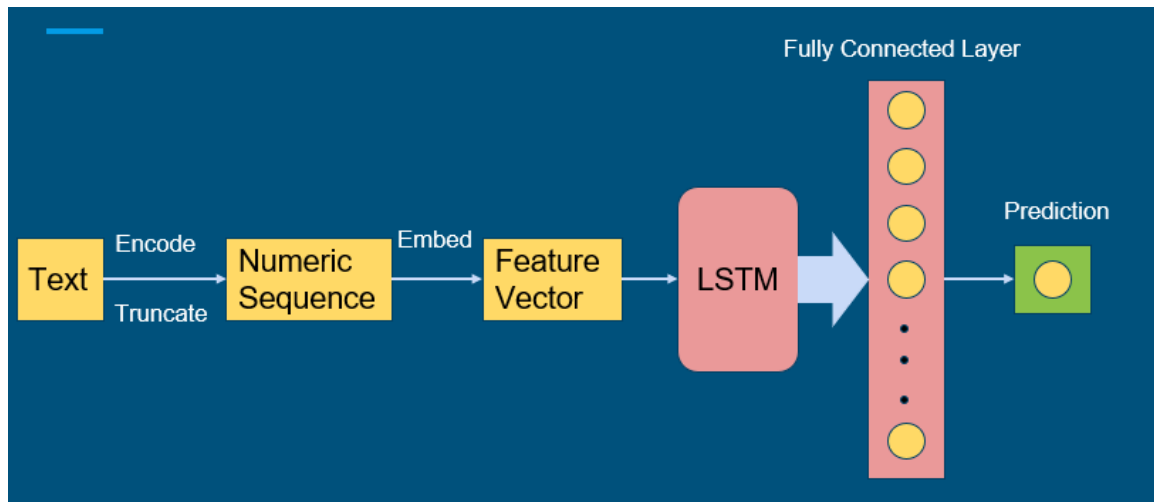 Fully Connected Layer
Prediction
Text
Encode
Truncate
Numeric
Sequence
Embed
Feature
Vector
LSTM